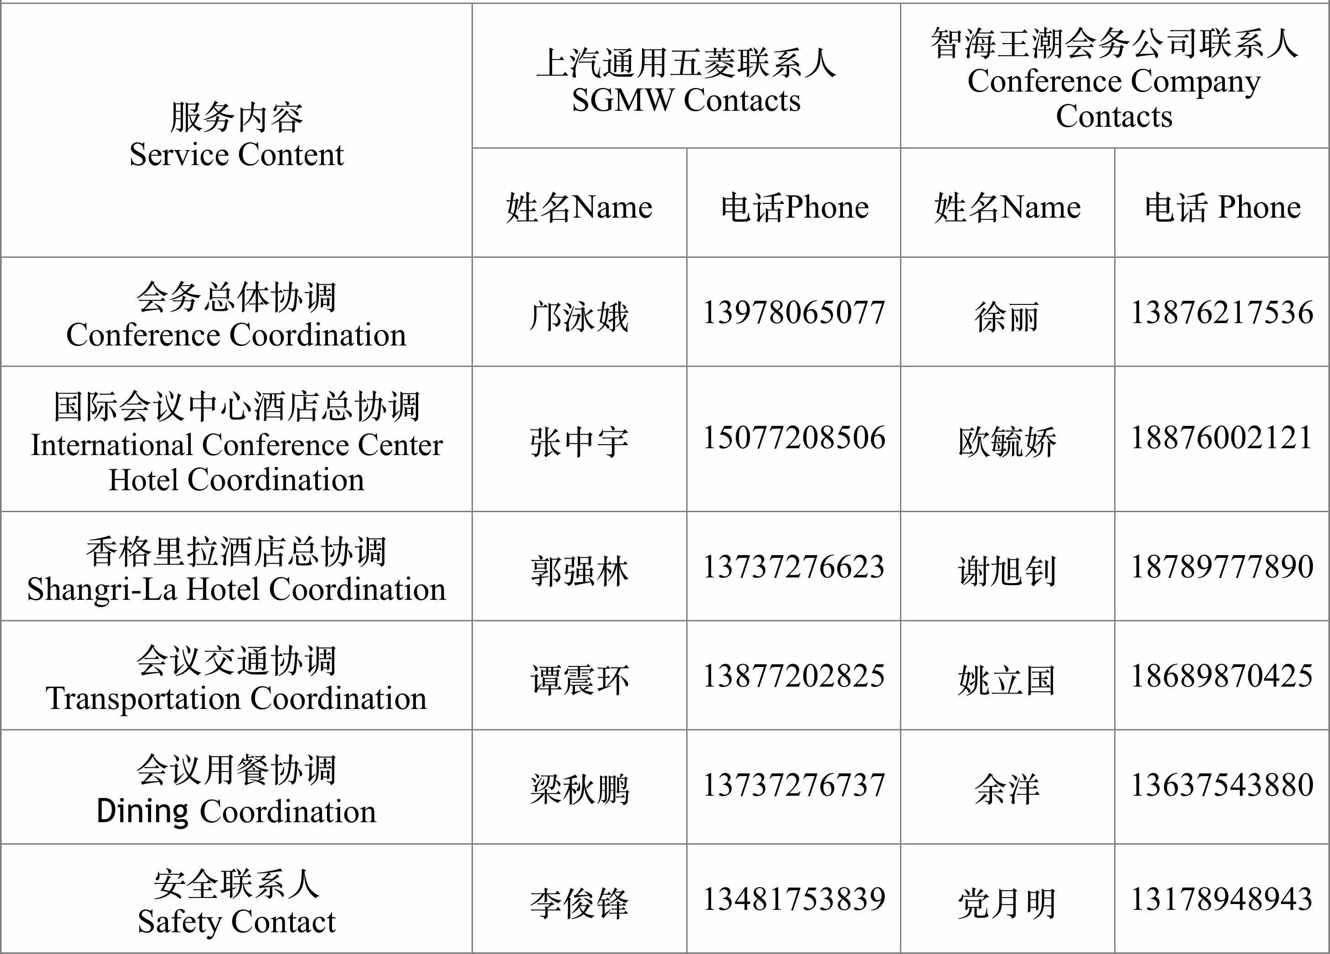 服务内容
Service Content
上汽通用五菱联系人
SGMW Contacts
智海王潮会务公司联系人
Conference Company
Contacts
姓名Name
电话Phone
姓名Name
电话 Phone
会务总体协调
Conference Coordination
邝泳娥
13978065077
徐丽
13876217536
国际会议中心酒店总协调
International Conference Center
Hotel Coordination
张中宇
15077208506
欧毓娇
18876002121
香格里拉酒店总协调
Shangri-La Hotel Coordination
郭强林
13737276623
谢旭钊
18789777890
会议交通协调
Transportation Coordination
谭震环
13877202825
姚立国
18689870425
会议用餐协调
Dining Coordination
梁秋鹏
13737276737
余洋
13637543880
安全联系人
Safety Contact
李俊锋
13481753839
党月明
13178948943